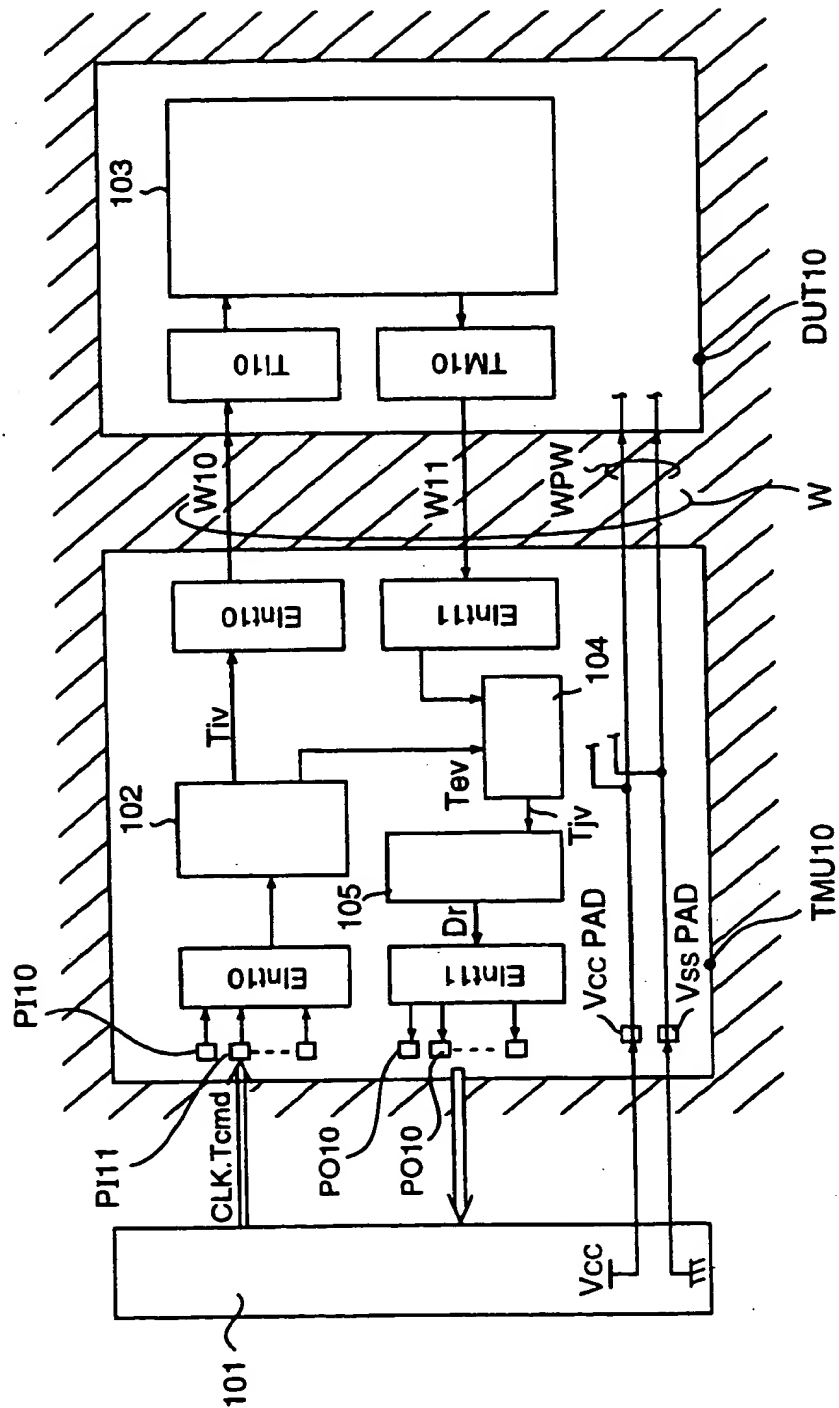 101
Vcc
CLK.Tcmd
PI11
PI10
PO10
PO10
EInt10
EInt11
Dr
105
102
Tiv
Tev
Tjv
104
EInt10
EInt11
Vcc PAD
Vss PAD
TMU10
W10
W11
WPW
W
TI10
TM10
103
DUT10